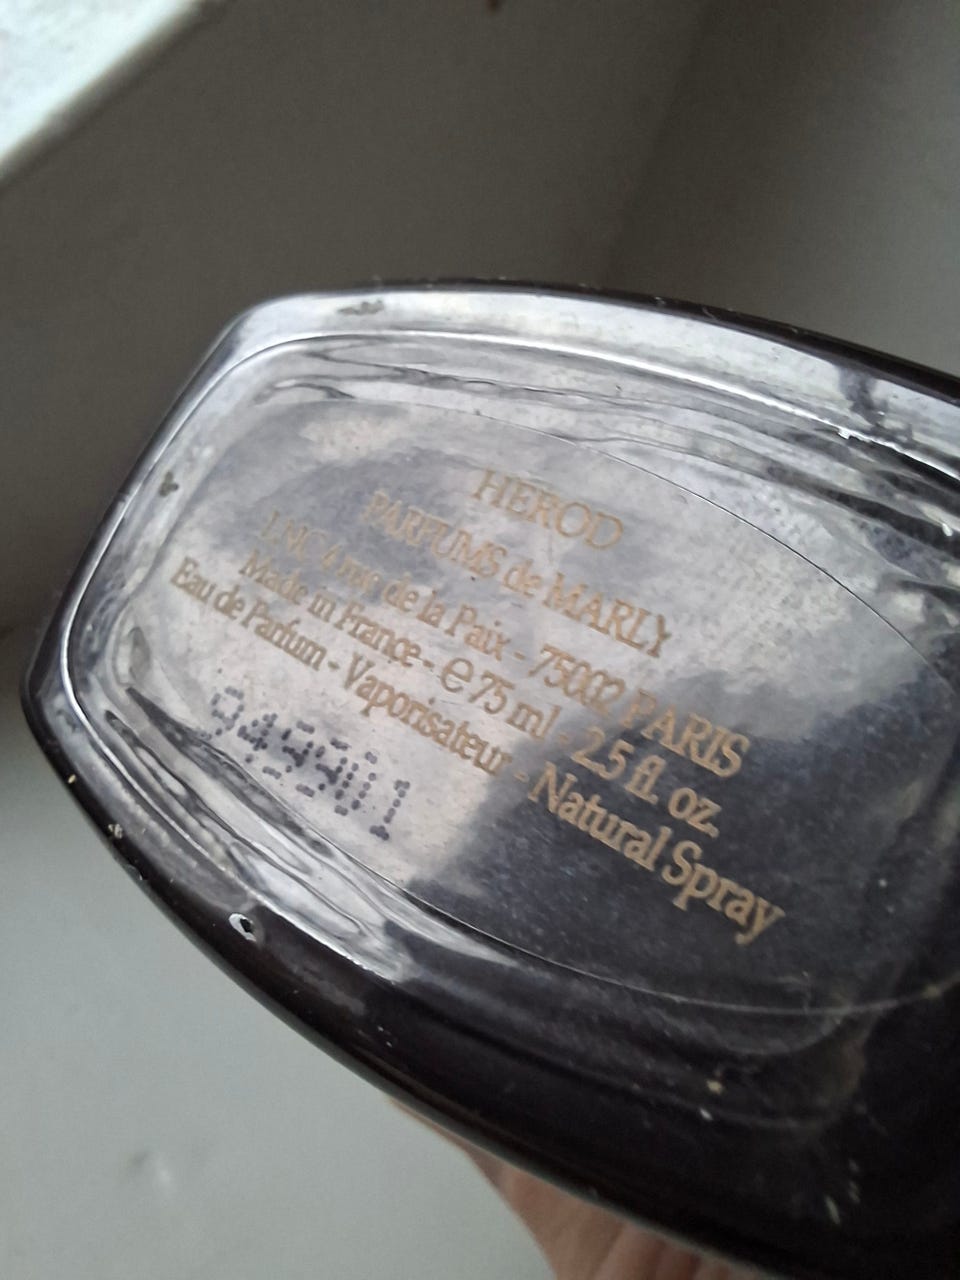 HEROD
PARFUMS de MARLY
LNC 4 rue de la Paix - 75002 PARIS
Made in France - ℮ 75 ml - 2.5 fl. oz.
Eau de Parfum - Vaporisateur - Natural Spray